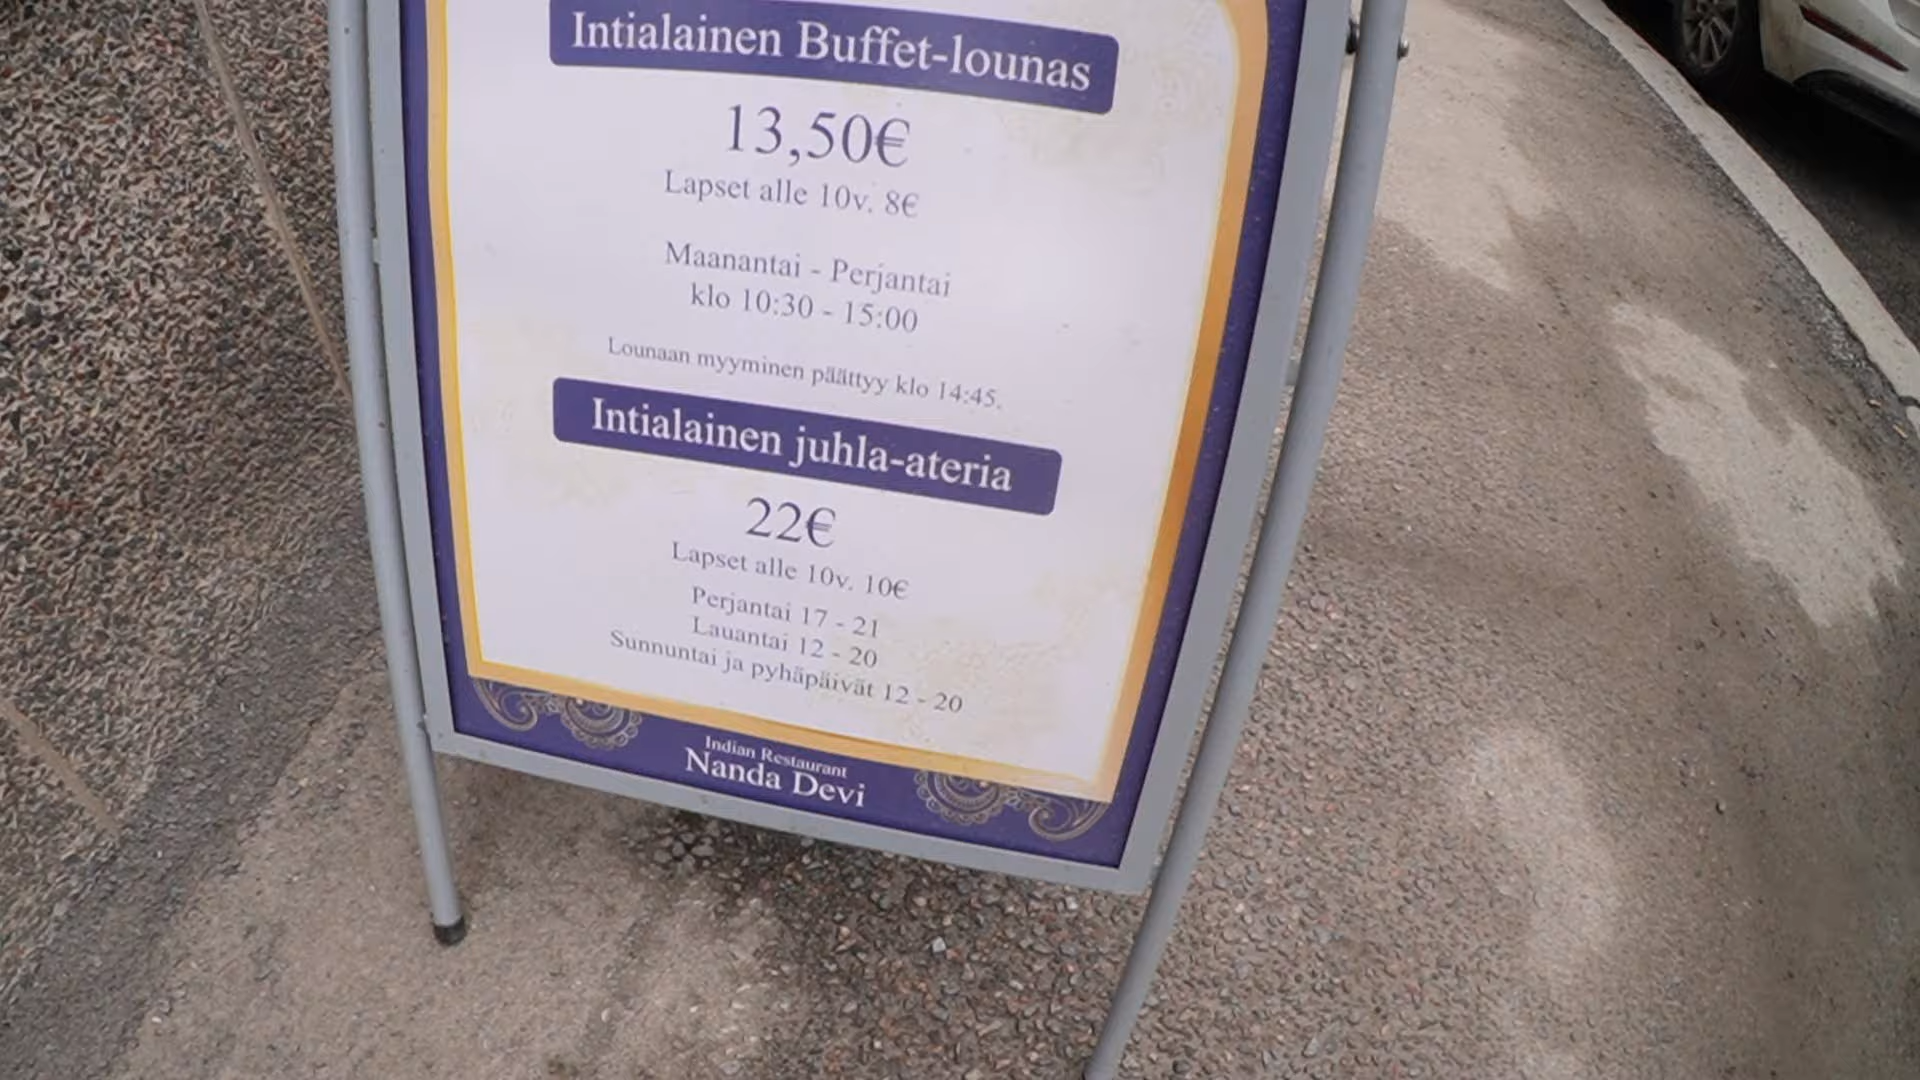 Intialainen Buffet-lounas
13,50€
Lapset alle 10v. 8€
Maanantai - Perjantai
klo 10:30 - 15:00
Lounaan myyminen päättyy klo 14:45.
Intialainen juhla-ateria
22€
Lapset alle 10v. 10€
Perjantai 17 - 21
Lauantai 12 - 20
Sunnuntai ja pyhäpäivät 12 - 20
Indian Restaurant
Nanda Devi